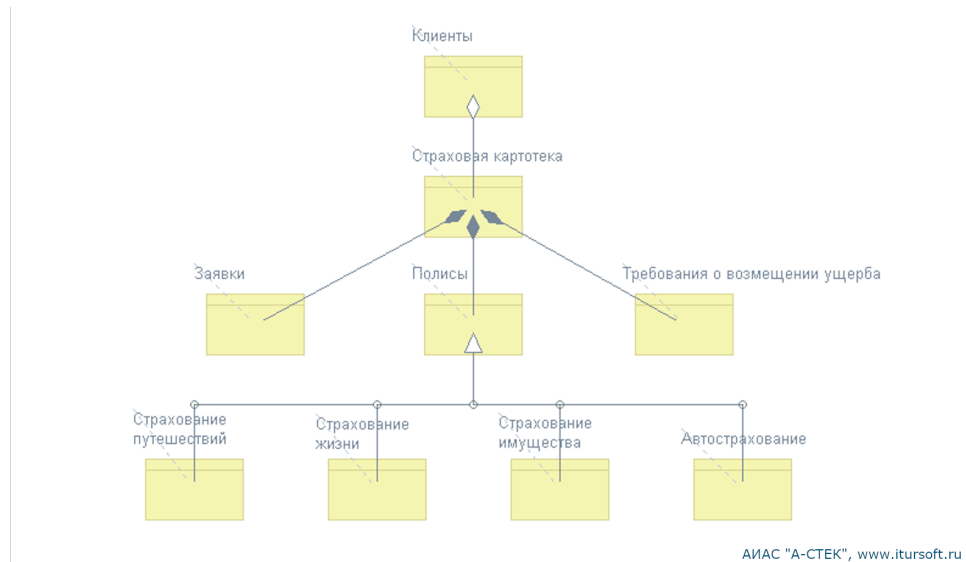 Клиенты
Страховая картотека
Заявки
Полисы
Требования о возмещении ущерба
Страхование
путешествий
Страхование
жизни
Страхование
имущества
Автострахование
АИАС "А-СТЕК", www.itursoft.ru